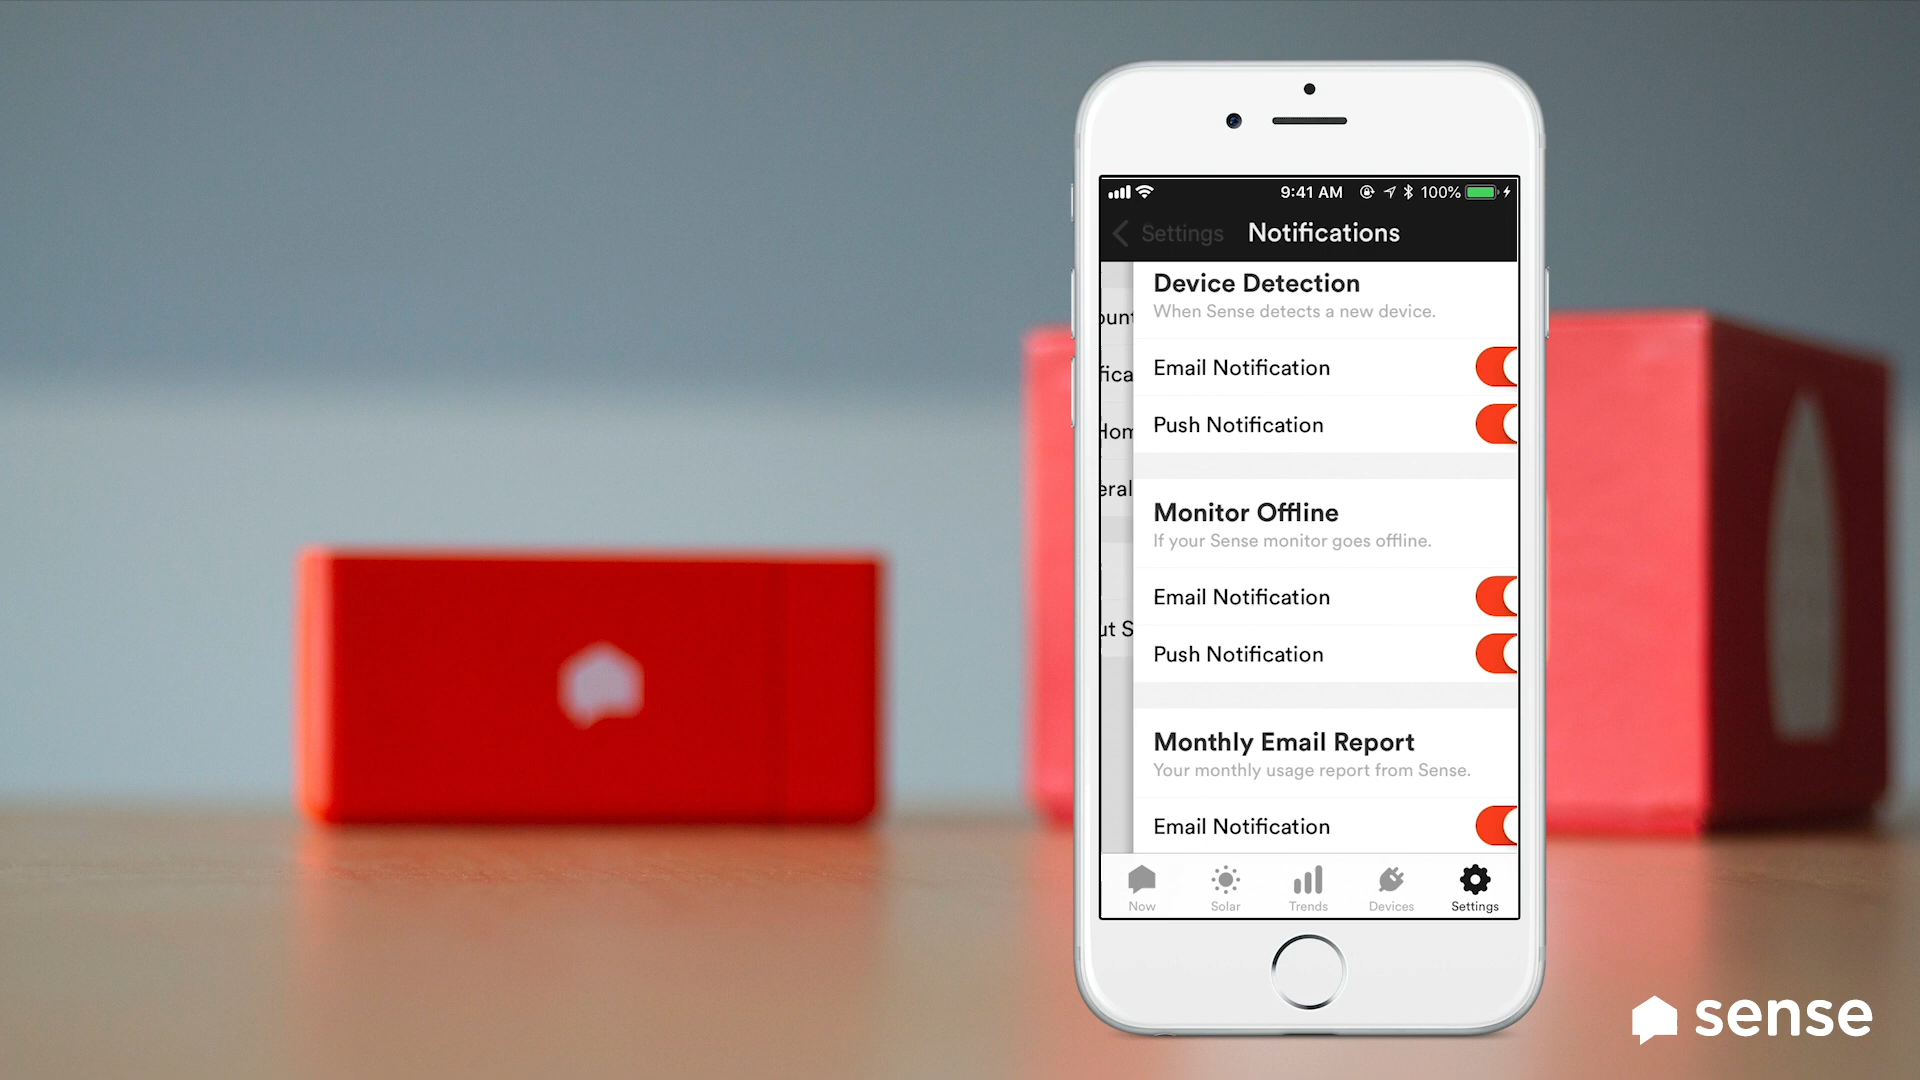 9:41 AM 100%
Settings Notifications
Device Detection
When Sense detects a new device.
Email Notification
Push Notification
Monitor Offline
If your Sense monitor goes offline.
Email Notification
Push Notification
Monthly Email Report
Your monthly usage report from Sense.
Email Notification
Now Solar Trends Devices Settings
sense